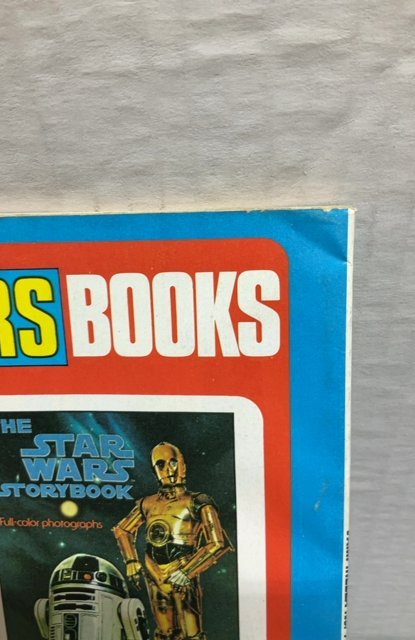 RS BOOKS
THE
STAR
WARS
STORYBOOK
Full-color photographs